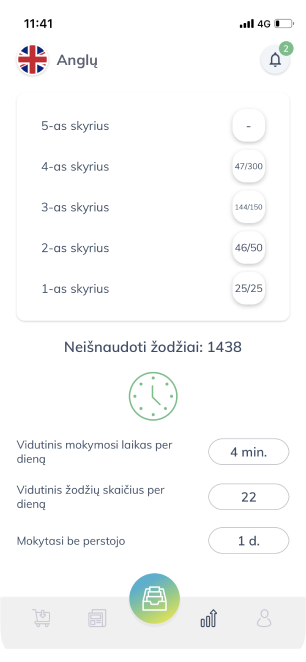 11:41 4G
Anglų 2
5-as skyrius -
4-as skyrius 47/300
3-as skyrius 144/150
2-as skyrius 46/50
1-as skyrius 25/25
Neišnaudoti žodžiai: 1438
Vidutinis mokymosi laikas per
dieną
4 min.
Vidutinis žodžių skaičius per
dieną
22
Mokytasi be perstojo 1 d.